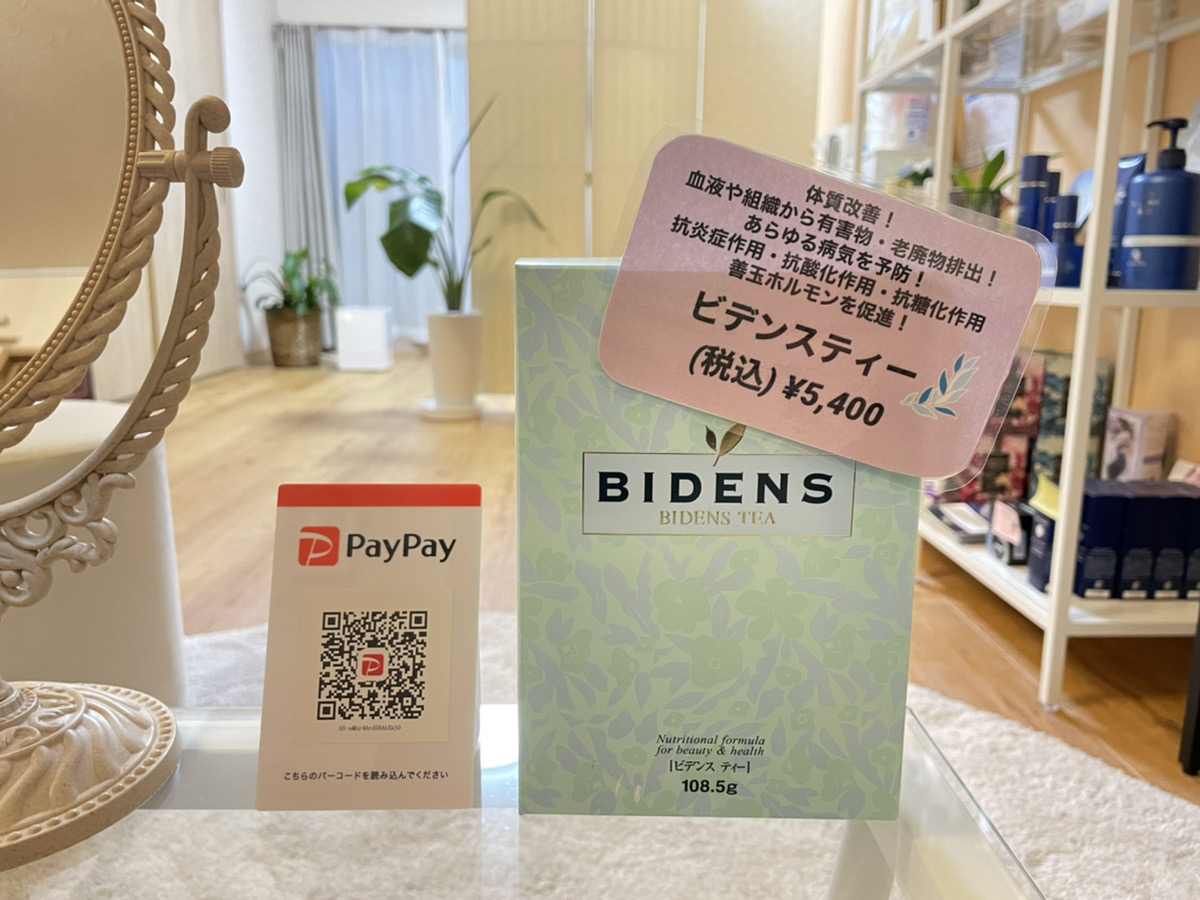 体質改善!
血液や組織から有害物・老廃物排出!
あらゆる病気を予防!
抗炎症作用・抗酸化作用・抗糖化作用
善玉ホルモンを促進!
ビデンスティー
(税込) ¥5,400
BIDENS
BIDENS TEA
Nutritional formula
for beauty & health
[ビデンス ティー]
108.5g
PayPay
こちらのバーコードを読み込んでください